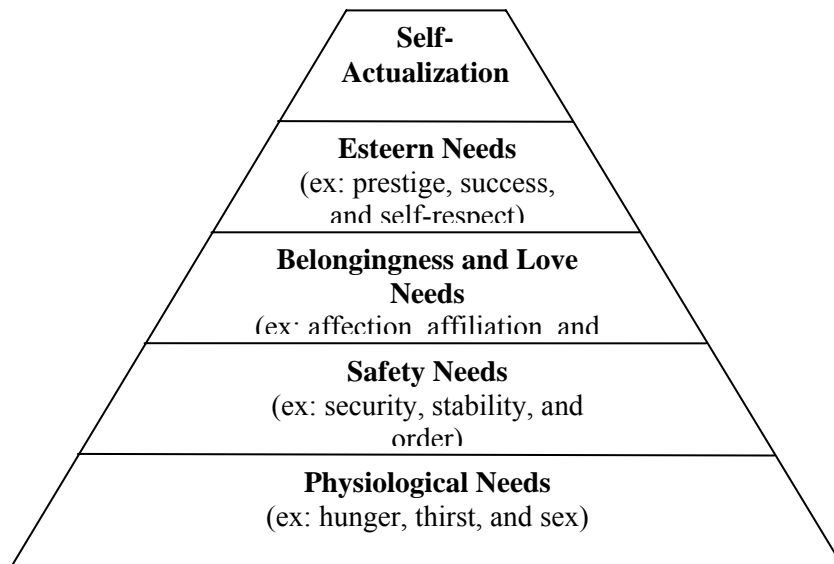 Self-
Actualization
Esteern Needs
(ex: prestige, success,
and self-respect)
Belongingness and Love
Needs
(ex: affection, affiliation, and
Safety Needs
(ex: security, stability, and
order)
Physiological Needs
(ex: hunger, thirst, and sex)